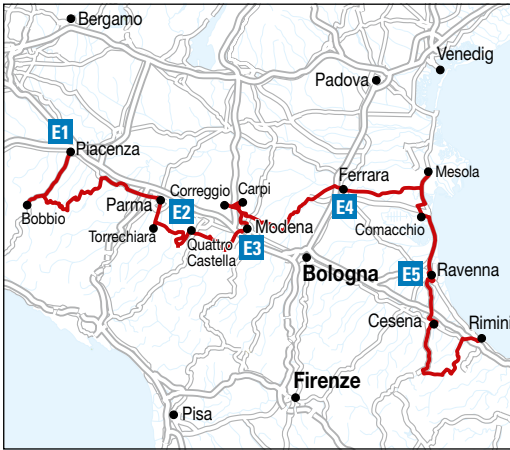 Bergamo
Venedig
Padova
E1
Piacenza
Ferrara
Mesola
Correggio
Carpi
Bobbio
Parma
E2
E4
Torrechiara
Quattro
Castella
E3
Modena
Comacchio
Bologna
E5
Ravenna
Cesena
Rimini
Firenze
Pisa